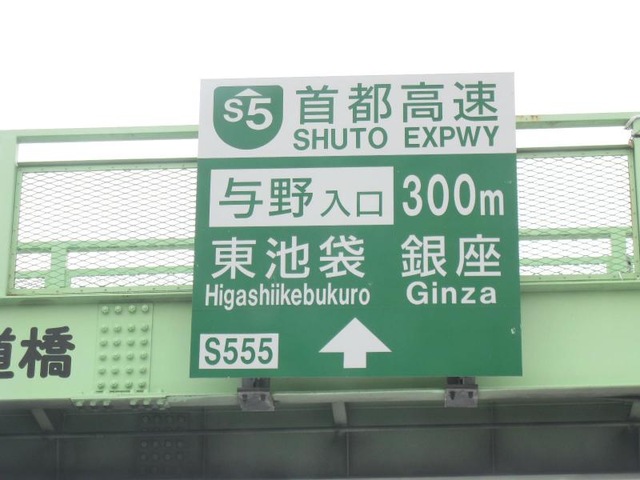 S5 首都高速
SHUTO EXPWY
与野入口 300m
東池袋 銀座
Higashiikebukuro Ginza
S555
道橋